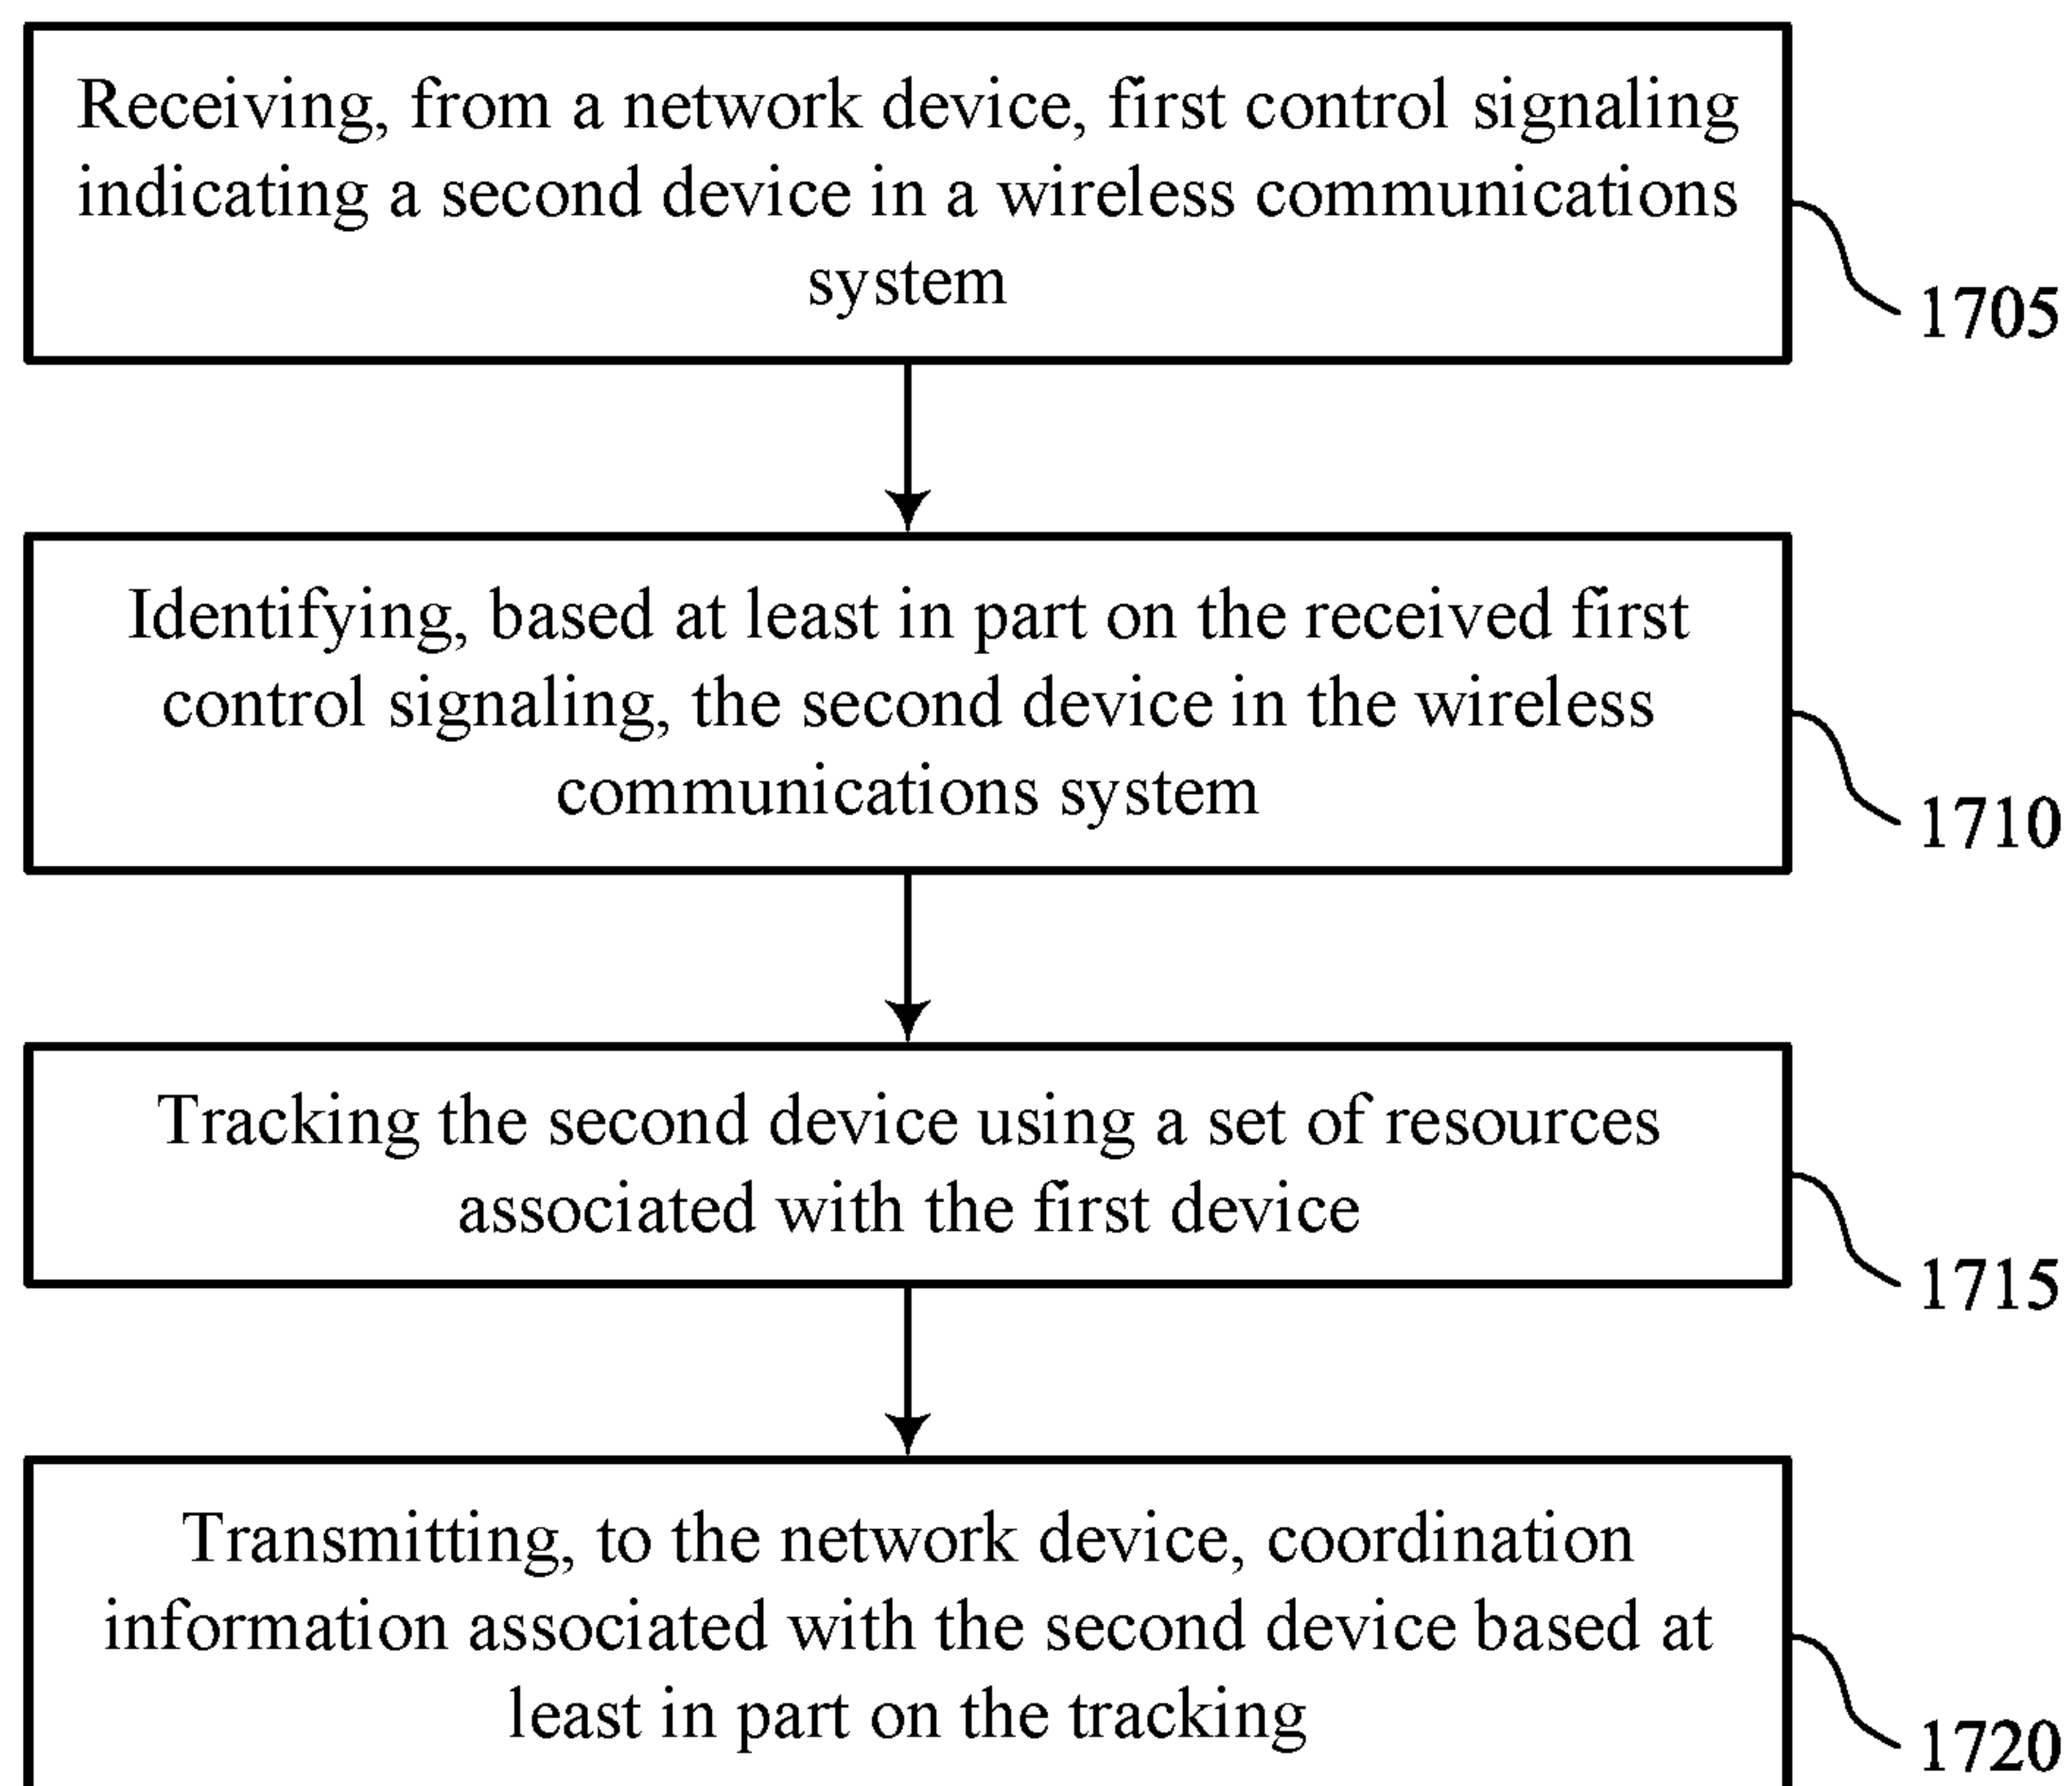 Receiving, from a network device, first control signaling
indicating a second device in a wireless communications
system
1705
Identifying, based at least in part on the received first
control signaling, the second device in the wireless
communications system
1710
Tracking the second device using a set of resources
associated with the first device
1715
Transmitting, to the network device, coordination
information associated with the second device based at
least in part on the tracking
1720